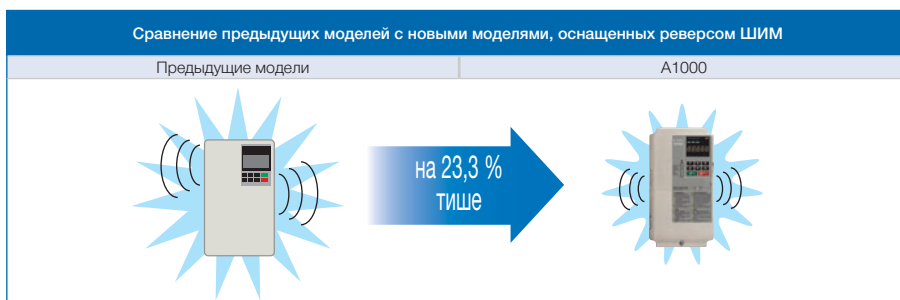 Сравнение предыдущих моделей с новыми моделями, оснащенных реверсом ШИМ
Предыдущие модели
A1000
на 23,3 %
тише